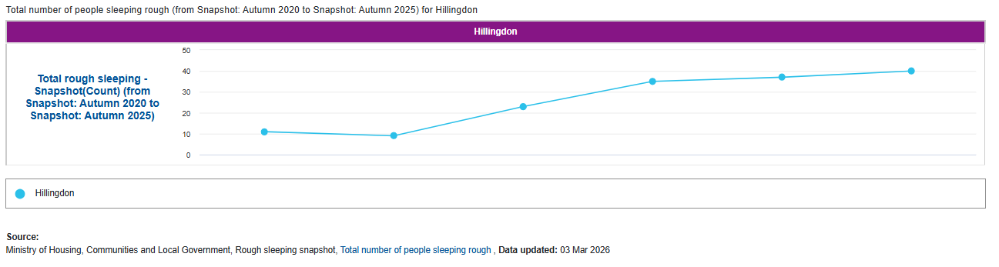 Total number of people sleeping rough (from Snapshot: Autumn 2020 to Snapshot: Autumn 2025) for Hillingdon
Hillingdon
Total rough sleeping -
Snapshot(Count) (from
Snapshot: Autumn 2020 to
Snapshot: Autumn 2025)
50
40
30
20
10
0
Hillingdon
Source:
Ministry of Housing, Communities and Local Government, Rough sleeping snapshot, Total number of people sleeping rough , Data updated: 03 Mar 2026